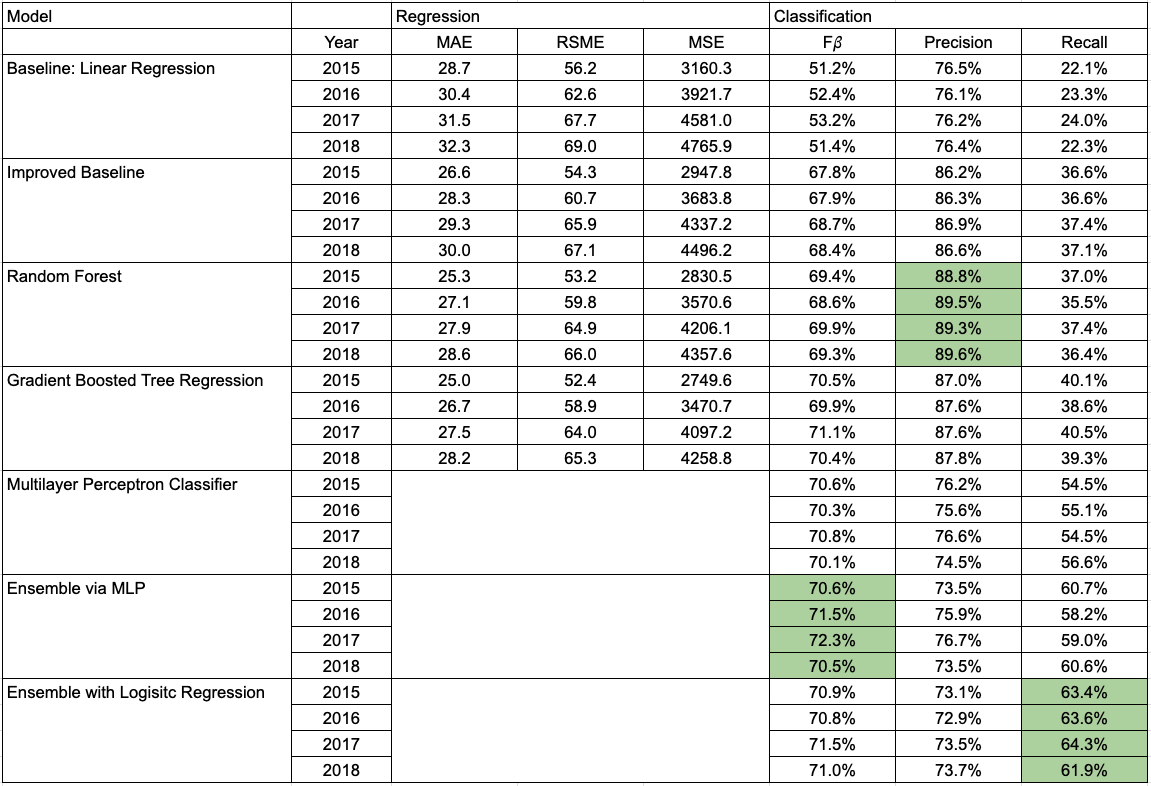 Model Regression Classification
Year MAE RSME MSE Fβ Precision Recall
Baseline: Linear Regression 2015 28.7 56.2 3160.3 51.2% 76.5% 22.1%
2016 30.4 62.6 3921.7 52.4% 76.1% 23.3%
2017 31.5 67.7 4581.0 53.2% 76.2% 24.0%
2018 32.3 69.0 4765.9 51.4% 76.4% 22.3%
Improved Baseline 2015 26.6 54.3 2947.8 67.8% 86.2% 36.6%
2016 28.3 60.7 3683.8 67.9% 86.3% 36.6%
2017 29.3 65.9 4337.2 68.7% 86.9% 37.4%
2018 30.0 67.1 4496.2 68.4% 86.6% 37.1%
Random Forest 2015 25.3 53.2 2830.5 69.4% 88.8% 37.0%
2016 27.1 59.8 3570.6 68.6% 89.5% 35.5%
2017 27.9 64.9 4206.1 69.9% 89.3% 37.4%
2018 28.6 66.0 4357.6 69.3% 89.6% 36.4%
Gradient Boosted Tree Regression 2015 25.0 52.4 2749.6 70.5% 87.0% 40.1%
2016 26.7 58.9 3470.7 69.9% 87.6% 38.6%
2017 27.5 64.0 4097.2 71.1% 87.6% 40.5%
2018 28.2 65.3 4258.8 70.4% 87.8% 39.3%
Multilayer Perceptron Classifier 2015 70.6% 76.2% 54.5%
2016 70.3% 75.6% 55.1%
2017 70.8% 76.6% 54.5%
2018 70.1% 74.5% 56.6%
Ensemble via MLP 2015 70.6% 73.5% 60.7%
2016 71.5% 75.9% 58.2%
2017 72.3% 76.7% 59.0%
2018 70.5% 73.5% 60.6%
Ensemble with Logisitc Regression 2015 70.9% 73.1% 63.4%
2016 70.8% 72.9% 63.6%
2017 71.5% 73.5% 64.3%
2018 71.0% 73.7% 61.9%